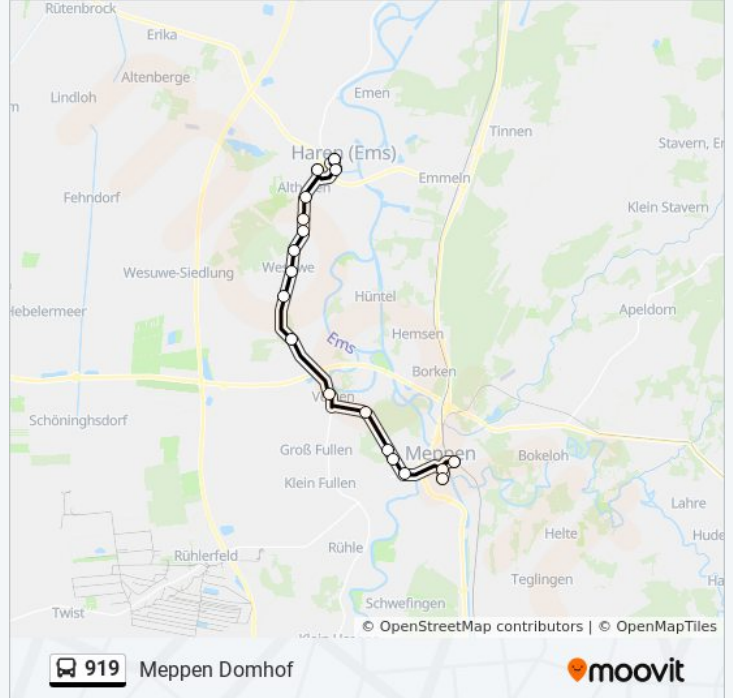 Rütenbrock
Erika
Altenberge
Lindloh
Emen
Tinnen
Haren (Ems)
Stavern, Er
Emmeln
Fehndorf
Klein Stavern
Wesuwe-Siedlung
Hüntel
Hebelermeer
Apeldorn
Ems
Hemsen
Borken
Schöninghsdorf
Groß Fullen
Meppen
Bokeloh
Klein Fullen
Lahre
Helte
Hude
Rühlerfeld
Rühle
Teglingen
Ha
Twist
Schwefingen
© OpenStreetMap contributors | © OpenMapTiles
919 Meppen Domhof
moovit